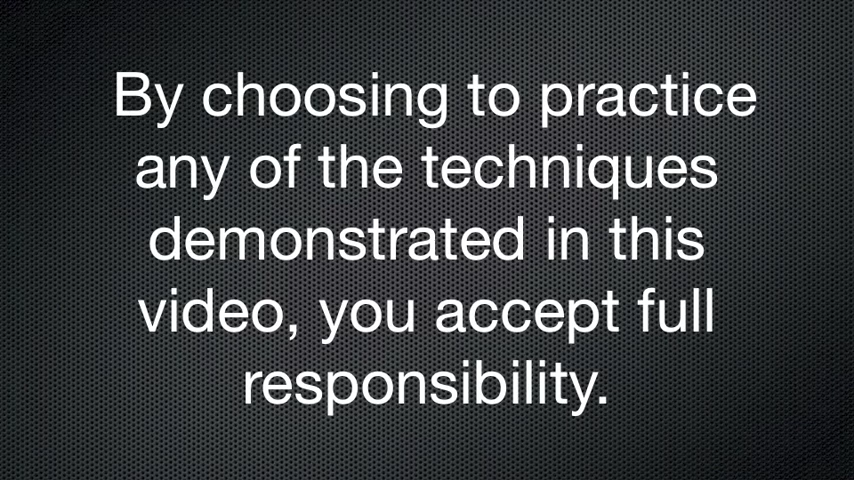 By choosing to practice
any of the techniques
demonstrated in this
video, you accept full
responsibility.